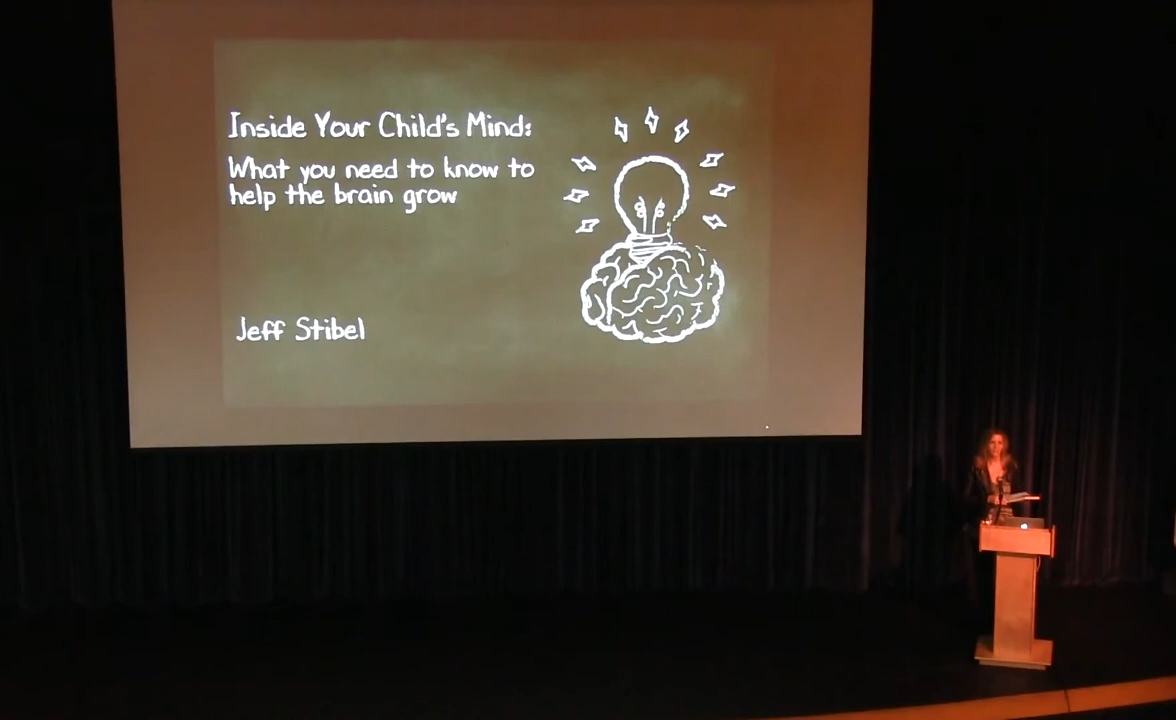 Inside Your Child's Mind:
What you need to know to
help the brain grow
Jeff Stibel